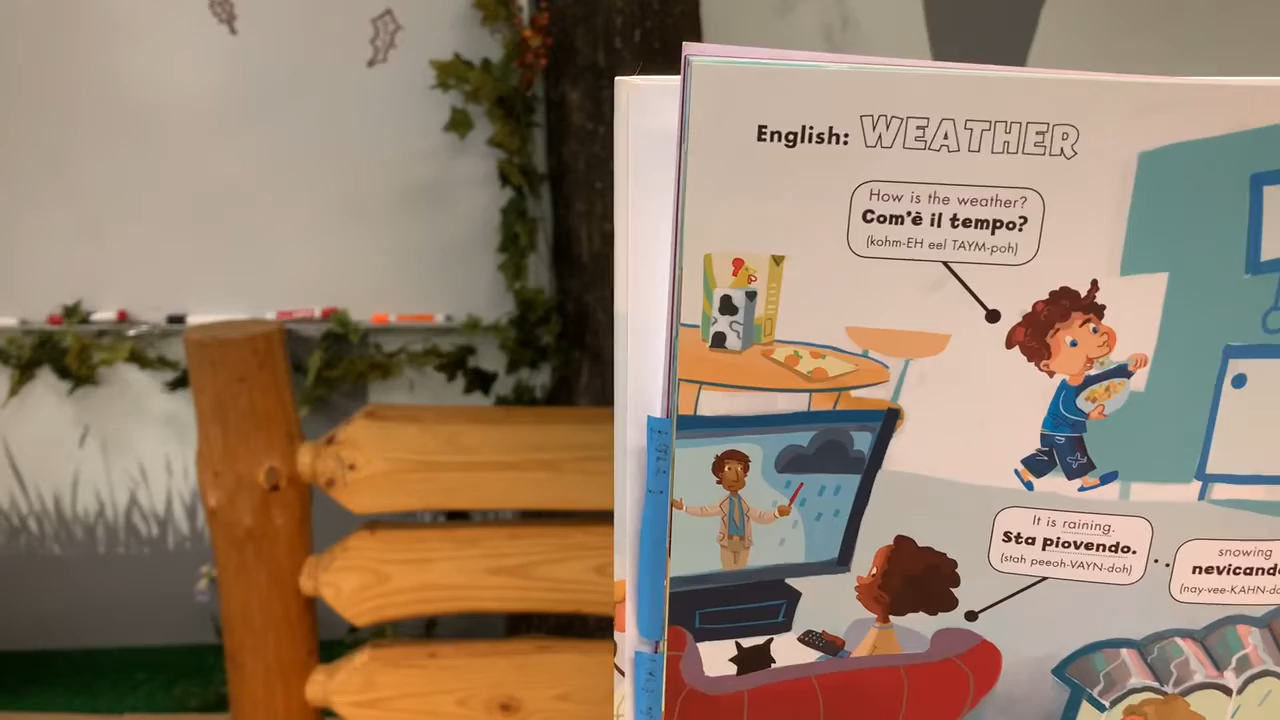 English: WEATHER
How is the weather?
Com'è il tempo?
(kohm-EH eel TAYM-poh)
It is raining.
Sta piovendo.
(stah peeoh-VAYN-doh)
snowing